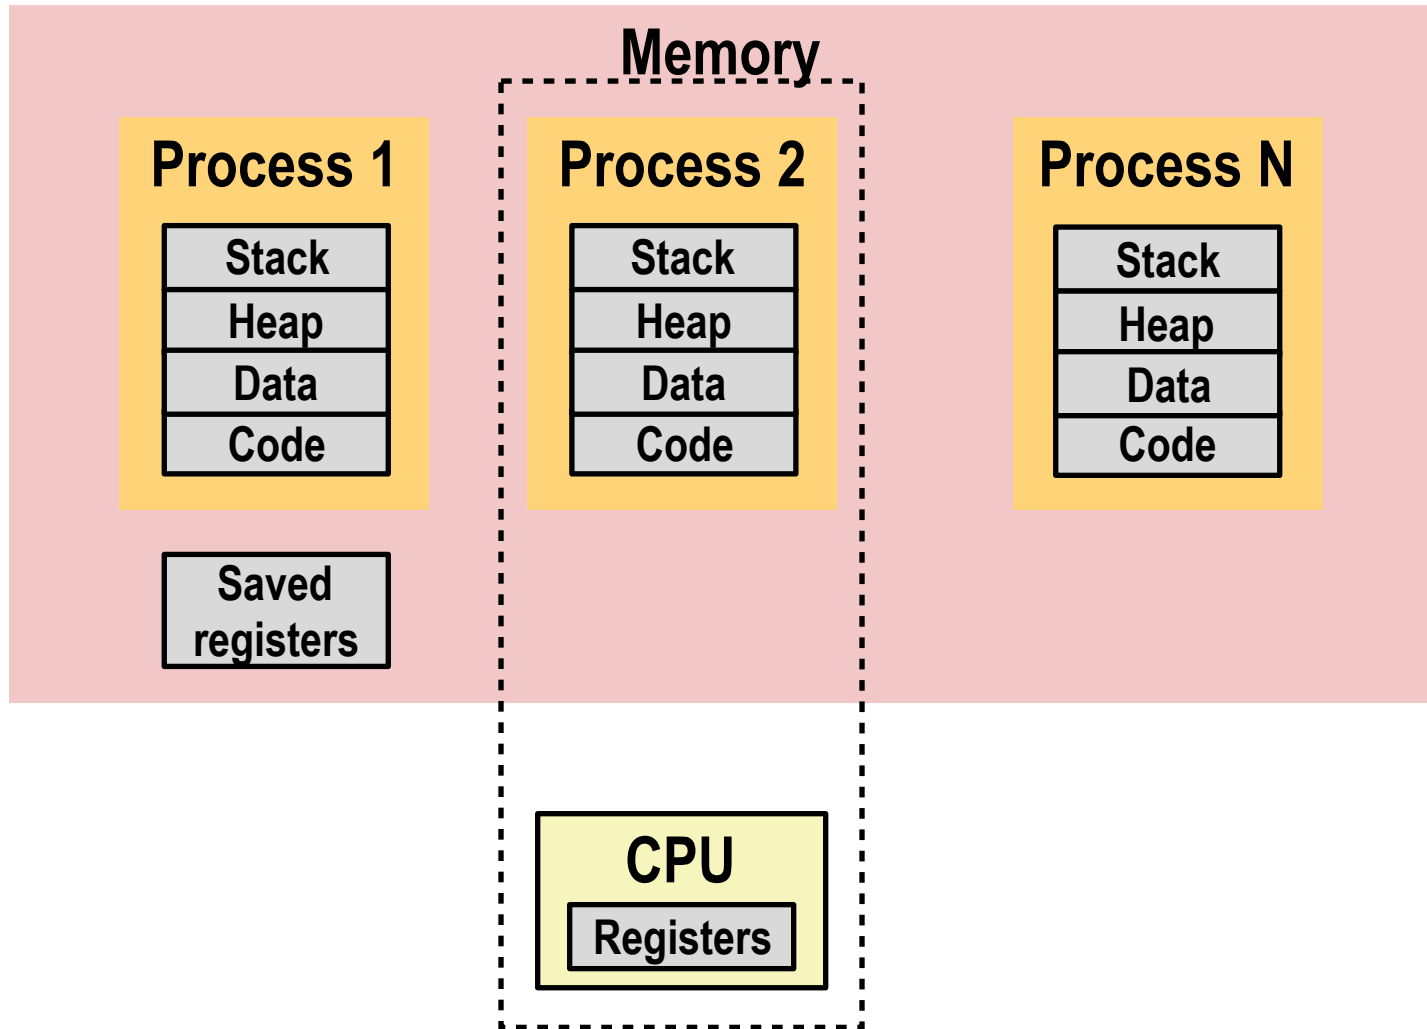 Memory
Process 1
Stack
Heap
Data
Code
Saved
registers
Process 2
Stack
Heap
Data
Code
Process N
Stack
Heap
Data
Code
CPU
Registers